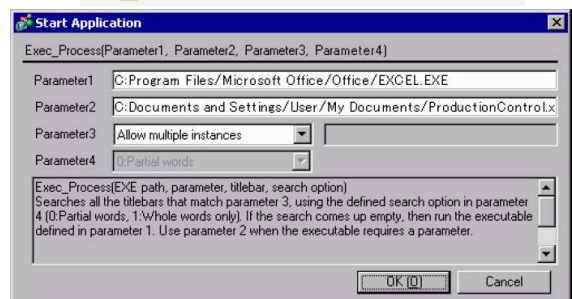 Start Application
Exec_Process(Parameter1, Parameter2, Parameter3, Parameter4)
Parameter1 C:Program Files/Microsoft Office/Office/EXCEL.EXE
Parameter2 C:Documents and Settings/User/My Documents/ProductionControl.x
Parameter3 Allow multiple instances
Parameter4 0:Partial words
Exec_Process(EXE path, parameter, titlebar, search option)
Searches all the titlebars that match parameter 3, using the defined search option in parameter
4 (0:Partial words, 1:Whole words only). If the search comes up empty, then run the executable
defined in parameter 1. Use parameter 2 when the executable requires a parameter.
OK (O) Cancel